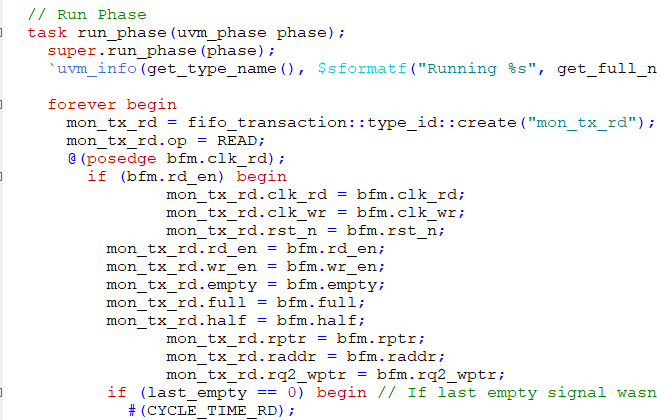 // Run Phase
task run_phase(uvm_phase phase);
super.run_phase(phase);
`uvm_info(get_type_name(), $sformatf("Running %s", get_full_n
forever begin
mon_tx_rd = fifo_transaction::type_id::create("mon_tx_rd");
mon_tx_rd.op = READ;
@(posedge bfm.clk_rd);
if (bfm.rd_en) begin
mon_tx_rd.clk_rd = bfm.clk_rd;
mon_tx_rd.clk_wr = bfm.clk_wr;
mon_tx_rd.rst_n = bfm.rst_n;
mon_tx_rd.rd_en = bfm.rd_en;
mon_tx_rd.wr_en = bfm.wr_en;
mon_tx_rd.empty = bfm.empty;
mon_tx_rd.full = bfm.full;
mon_tx_rd.half = bfm.half;
mon_tx_rd.rptr = bfm.rptr;
mon_tx_rd.raddr = bfm.raddr;
mon_tx_rd.rq2_wptr = bfm.rq2_wptr;
if (last_empty == 0) begin // If last empty signal wasn
#(CYCLE_TIME_RD);